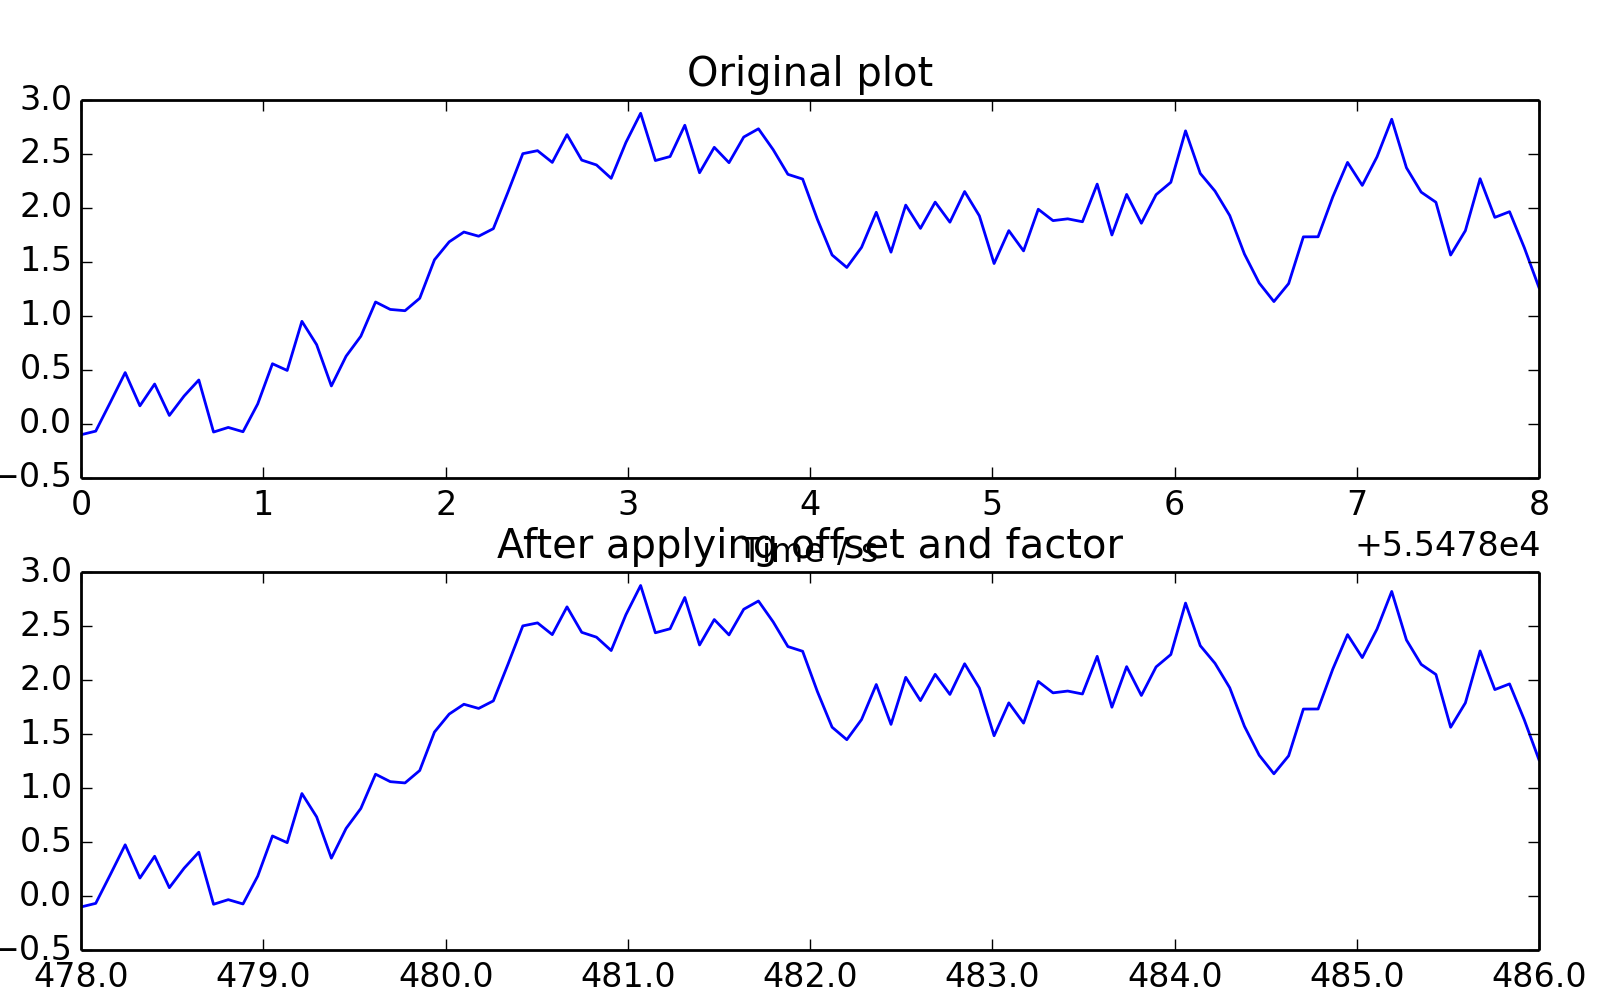 Original plot
3.0
2.5
2.0
1.5
1.0
0.5
0.0
−0.5
0 1 2 3 4 5 6 7 8
Time / s
After applying offset and factor
+5.5478e4
3.0
2.5
2.0
1.5
1.0
0.5
0.0
−0.5
478.0 479.0 480.0 481.0 482.0 483.0 484.0 485.0 486.0